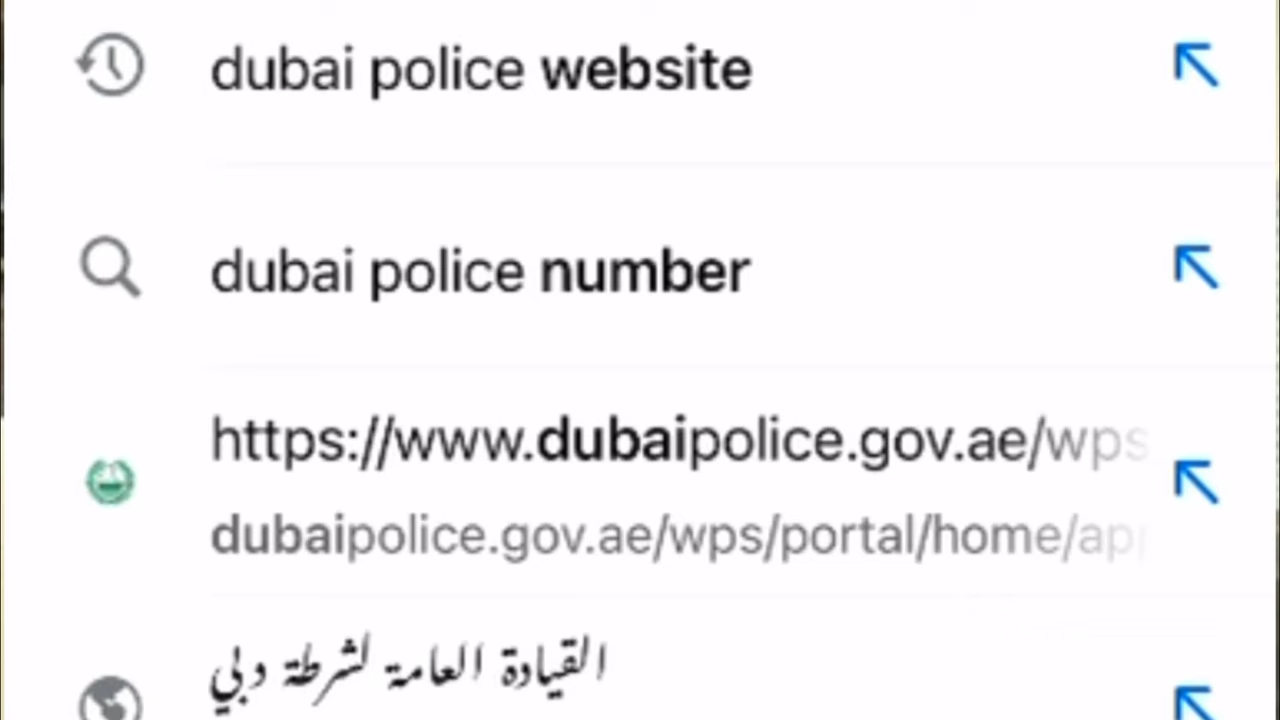 dubai police website
dubai police number
https://www.dubaipolice.gov.ae/wps
dubaipolice.gov.ae/wps/portal/home/app
القيادة العامة لشرطة دبي